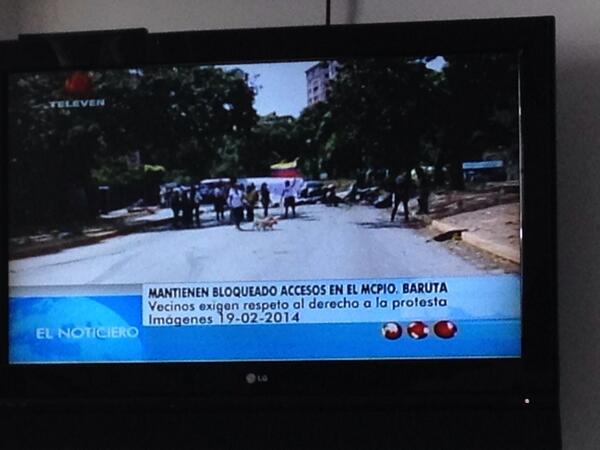 TELEVEN
MANTIENEN BLOQUEADO ACCESOS EN EL MCPIO. BARUTA
Vecinos exigen respeto al derecho a la protesta
Imágenes 19-02-2014
EL NOTICIERO
LG